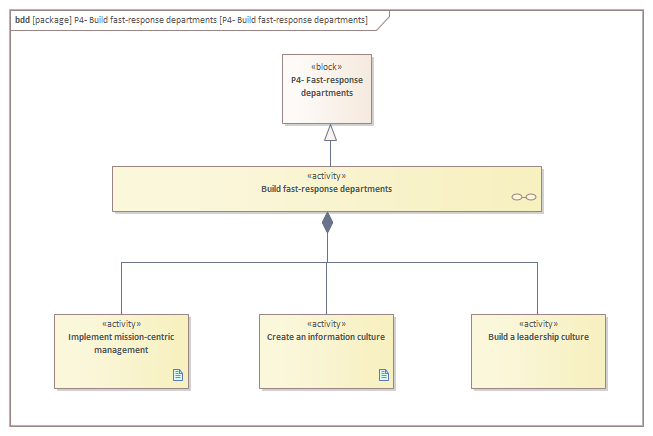 bdd [package] P4- Build fast-response departments [P4- Build fast-response departments]
«block»
P4- Fast-response
departments
«activity»
Build fast-response departments
«activity»
Implement mission-centric
management
«activity»
Create an information culture
«activity»
Build a leadership culture